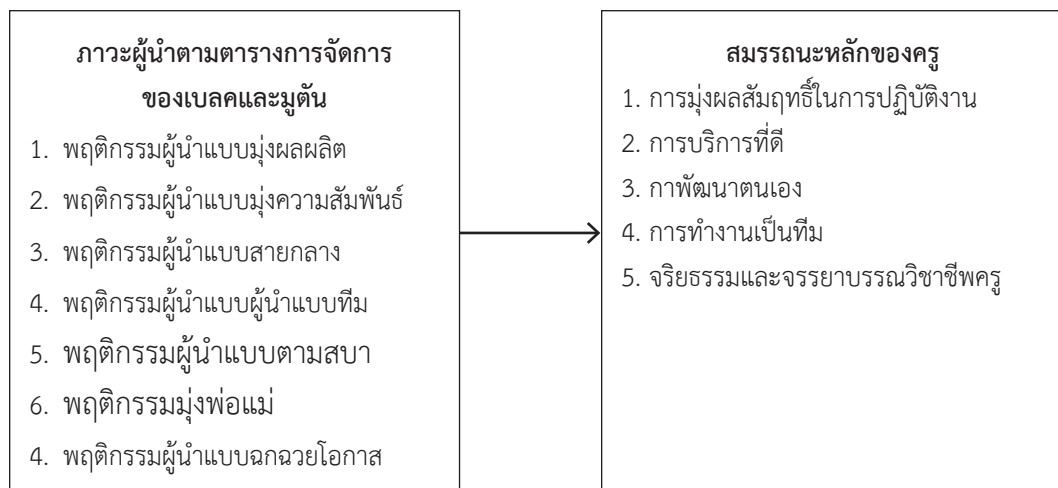 ภาวะผู้นำตามตารางการจัดการ
ของเบลคและมูตัน
1. พฤติกรรมผู้นำแบบมุ่งผลผลิต
2. พฤติกรรมผู้นำแบบมุ่งความสัมพันธ์
3. พฤติกรรมผู้นำแบบสายกลาง
4. พฤติกรรมผู้นำแบบผู้นำแบบทีม
5. พฤติกรรมผู้นำแบบตามสบา
6. พฤติกรรมมุ่งพ่อแม่
4. พฤติกรรมผู้นำแบบฉกฉวยโอกาส
สมรรถนะหลักของครู
1. การมุ่งผลสัมฤทธิ์ในการปฏิบัติงาน
2. การบริการที่ดี
3. กาพัฒนาตนเอง
4. การทำงานเป็นทีม
5. จริยธรรมและจรรยาบรรณวิชาชีพครู